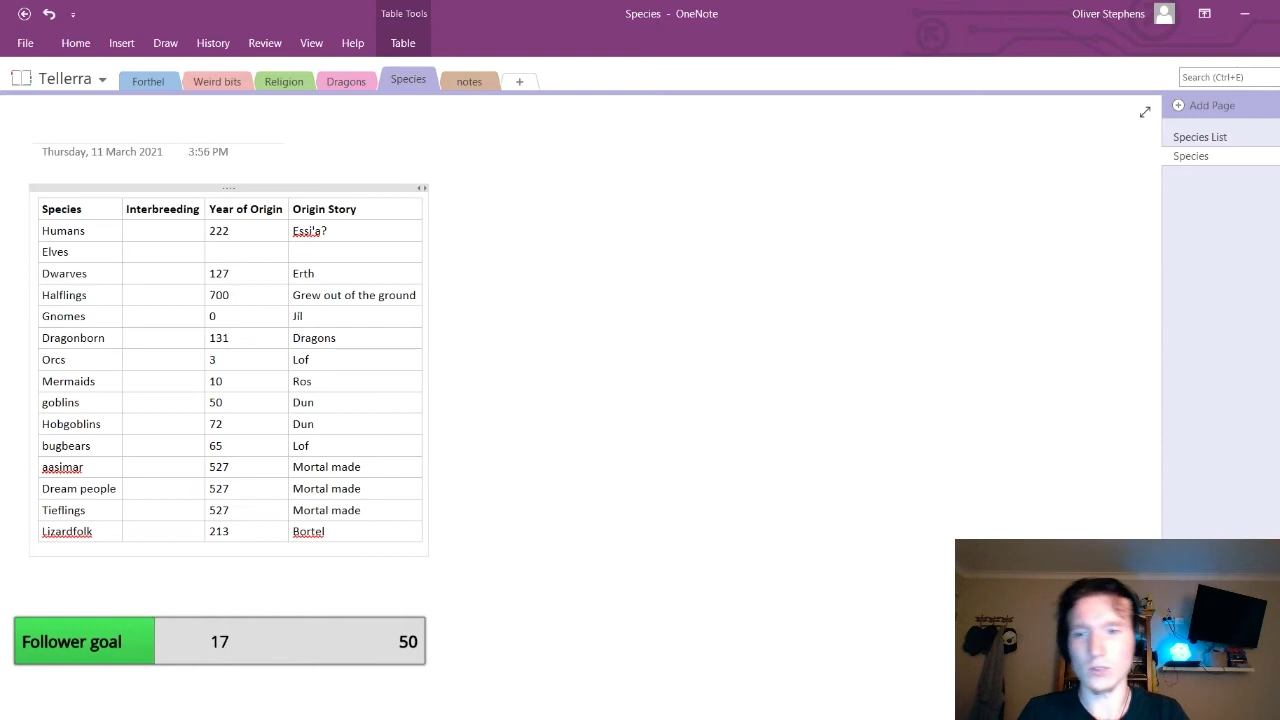 Table Tools
Species - OneNote
Oliver Stephens
File Home Insert Draw History Review View Help Table
Tellerra Forthel Weird bits Religion Dragons Species notes +
Search (Ctrl+E)
Add Page
Species List
Species
Thursday, 11 March 2021 3:56 PM
Species Interbreeding Year of Origin Origin Story
Humans 222 Essi'a?
Elves
Dwarves 127 Erth
Halflings 700 Grew out of the ground
Gnomes 0 Jíl
Dragonborn 131 Dragons
Orcs 3 Lof
Mermaids 10 Ros
goblins 50 Dun
Hobgoblins 72 Dun
bugbears 65 Lof
aasimar 527 Mortal made
Dream people 527 Mortal made
Tieflings 527 Mortal made
Lizardfolk 213 Bortel
Follower goal 17 50